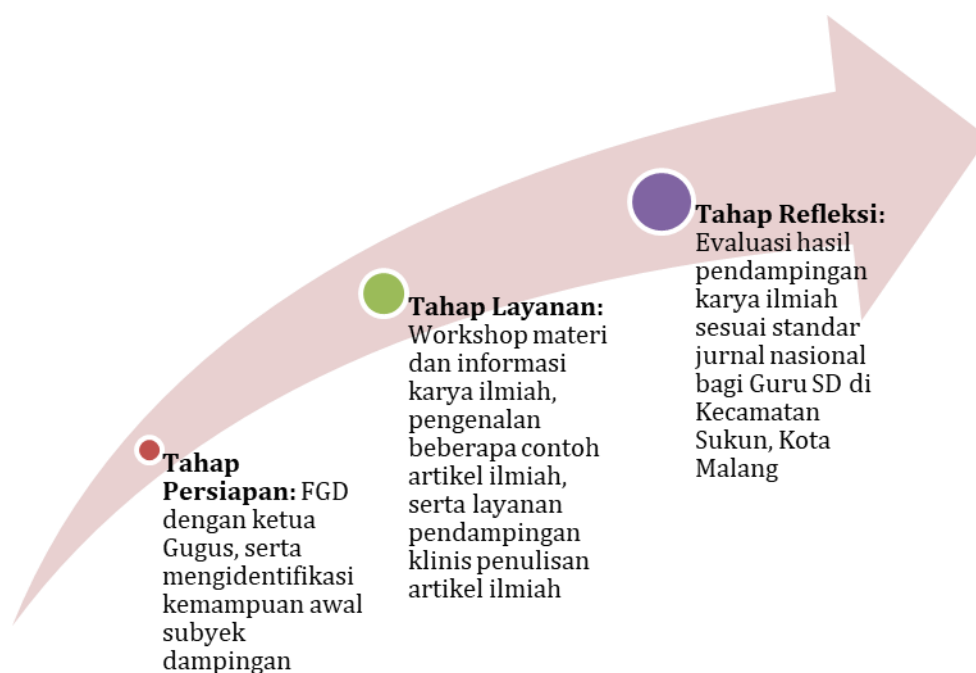 Tahap
Persiapan: FGD
dengan ketua
Gugus, serta
mengidentifikasi
kemampuan awal
subyek
dampingan
Tahap Layanan:
Workshop materi
dan informasi
karya ilmiah,
pengenalan
beberapa contoh
artikel ilmiah,
serta layanan
pendampingan
klinis penulisan
artikel ilmiah
Tahap Refleksi:
Evaluasi hasil
pendampingan
karya ilmiah
sesuai standar
jurnal nasional
bagi Guru SD di
Kecamatan
Sukun, Kota
Malang